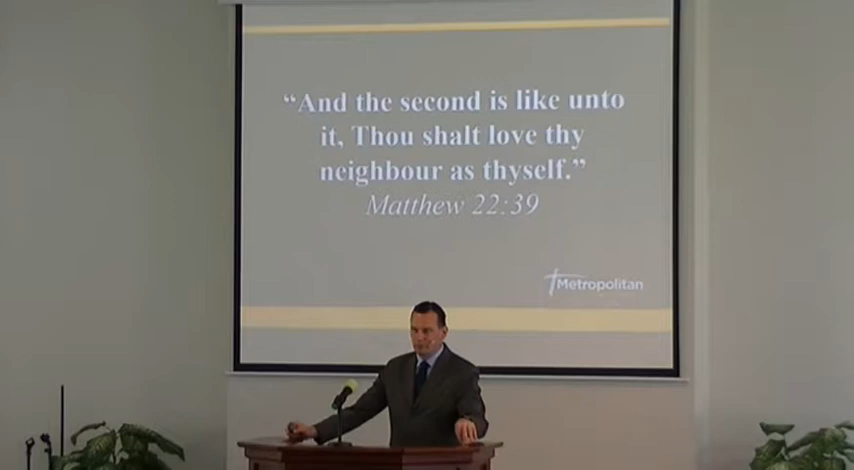 “And the second is like unto
it, Thou shalt love thy
neighbour as thyself.”
Matthew 22:39
Metropolitan